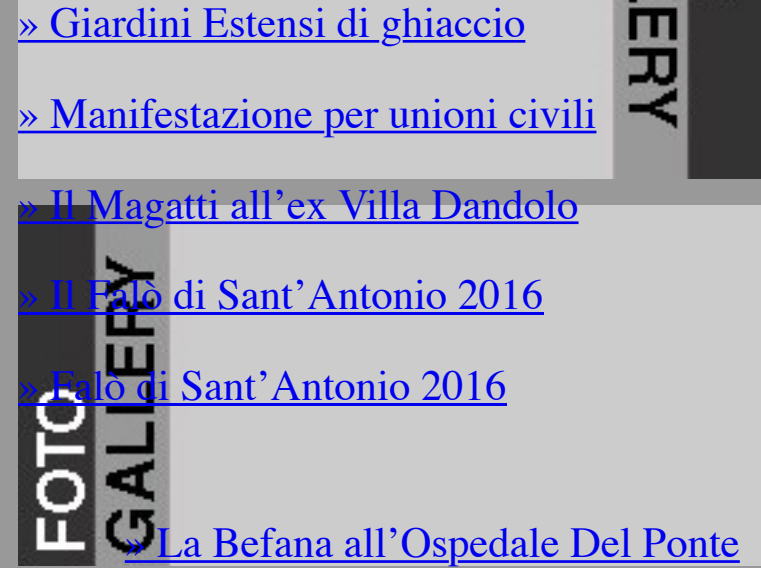 » Giardini Estensi di ghiaccio
» Manifestazione per unioni civili
LERY
» Il Magatti all’ex Villa Dandolo
» Il Falò di Sant’Antonio 2016
» Falò di Sant’Antonio 2016
FOTO
GALLERY
» La Befana all’Ospedale Del Ponte